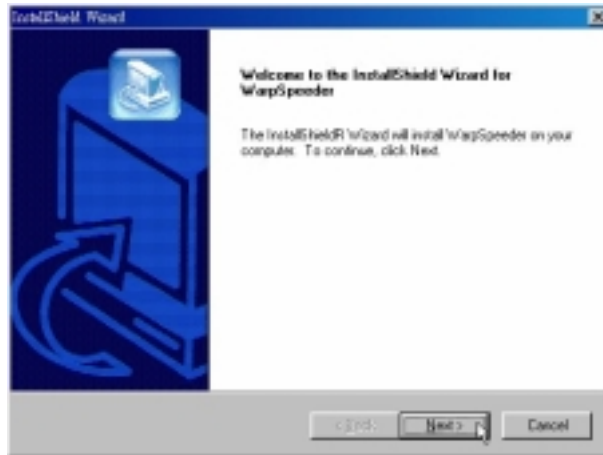 InstallShield Wizard
Welcome to the InstallShield Wizard for
WarpSpeeder
The InstallShieldR Wizard will install WarpSpeeder on your
computer. To continue, click Next.
< Back
Next >
Cancel